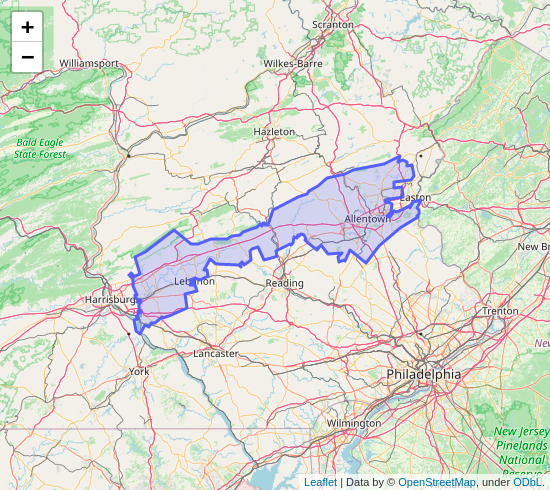 +
−
Scranton
Williamsport
Wilkes-Barre
Hazleton
Bald Eagle
State Forest
Easton
Allentown
New Br
Lebanon
Reading
Harrisburg
Trenton
Lancaster
New
York
Philadelphia
Wilmington
New Jersey
Pinelands
National
Reserve
Leaflet | Data by © OpenStreetMap, under ODbL.